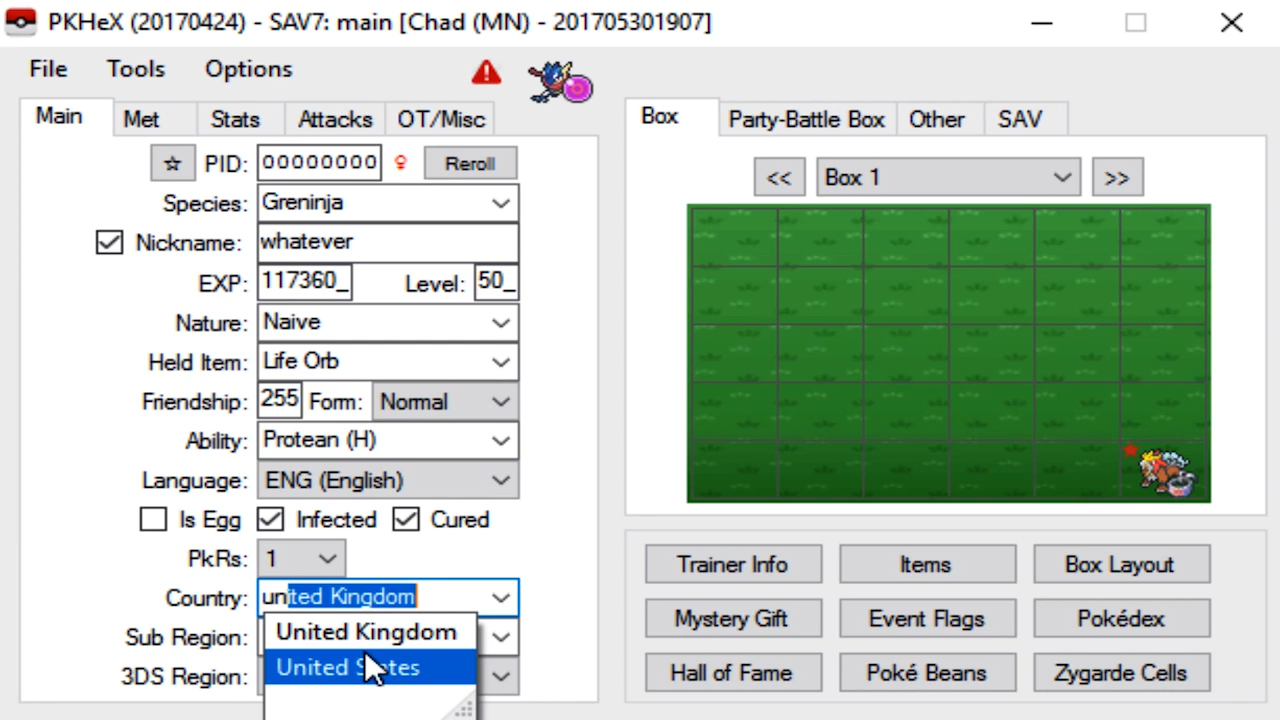 PKHeX (20170424) - SAV7: main [Chad (MN) - 201705301907]
File Tools Options
Main Met Stats Attacks OT/Misc
PID: 00000000 Reroll
Species: Greninja
Nickname: whatever
EXP: 117360_ Level: 50_
Nature: Naive
Held Item: Life Orb
Friendship: 255 Form: Normal
Ability: Protean (H)
Language: ENG (English)
Is Egg Infected Cured
PkRs: 1
Country: united Kingdom
United Kingdom
Sub Region:
United States
3DS Region:
Box Party-Battle Box Other SAV
<< Box 1 >>
Trainer Info Items Box Layout
Mystery Gift Event Flags Pokédex
Hall of Fame Poké Beans Zygarde Cells